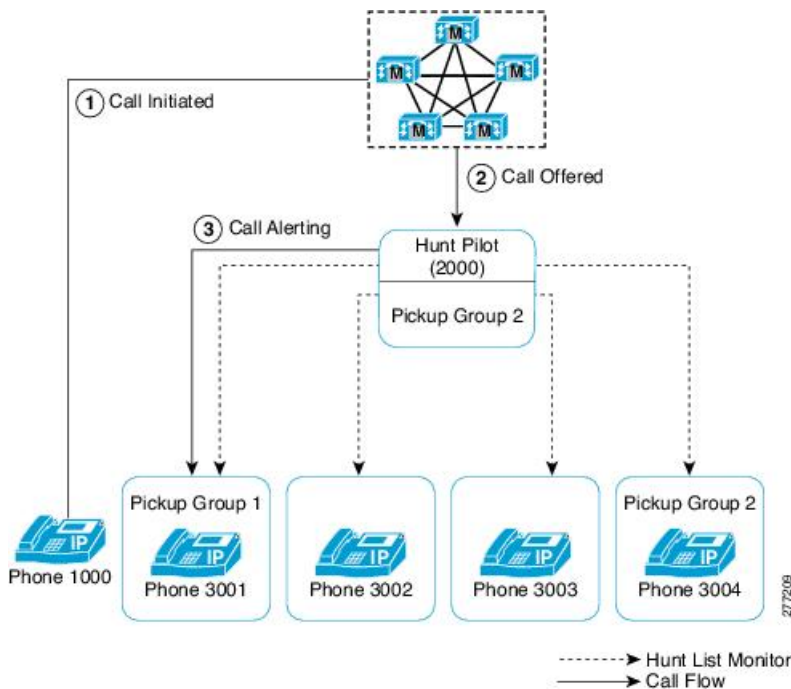 M
M
M
M
M
1 Call Initiated
2 Call Offered
3 Call Alerting
Hunt Pilot
(2000)
Pickup Group 2
Pickup Group 1
Pickup Group 2
IP
IP
IP
IP
IP
Phone 1000
Phone 3001
Phone 3002
Phone 3003
Phone 3004
277209
Hunt List Monitor
Call Flow